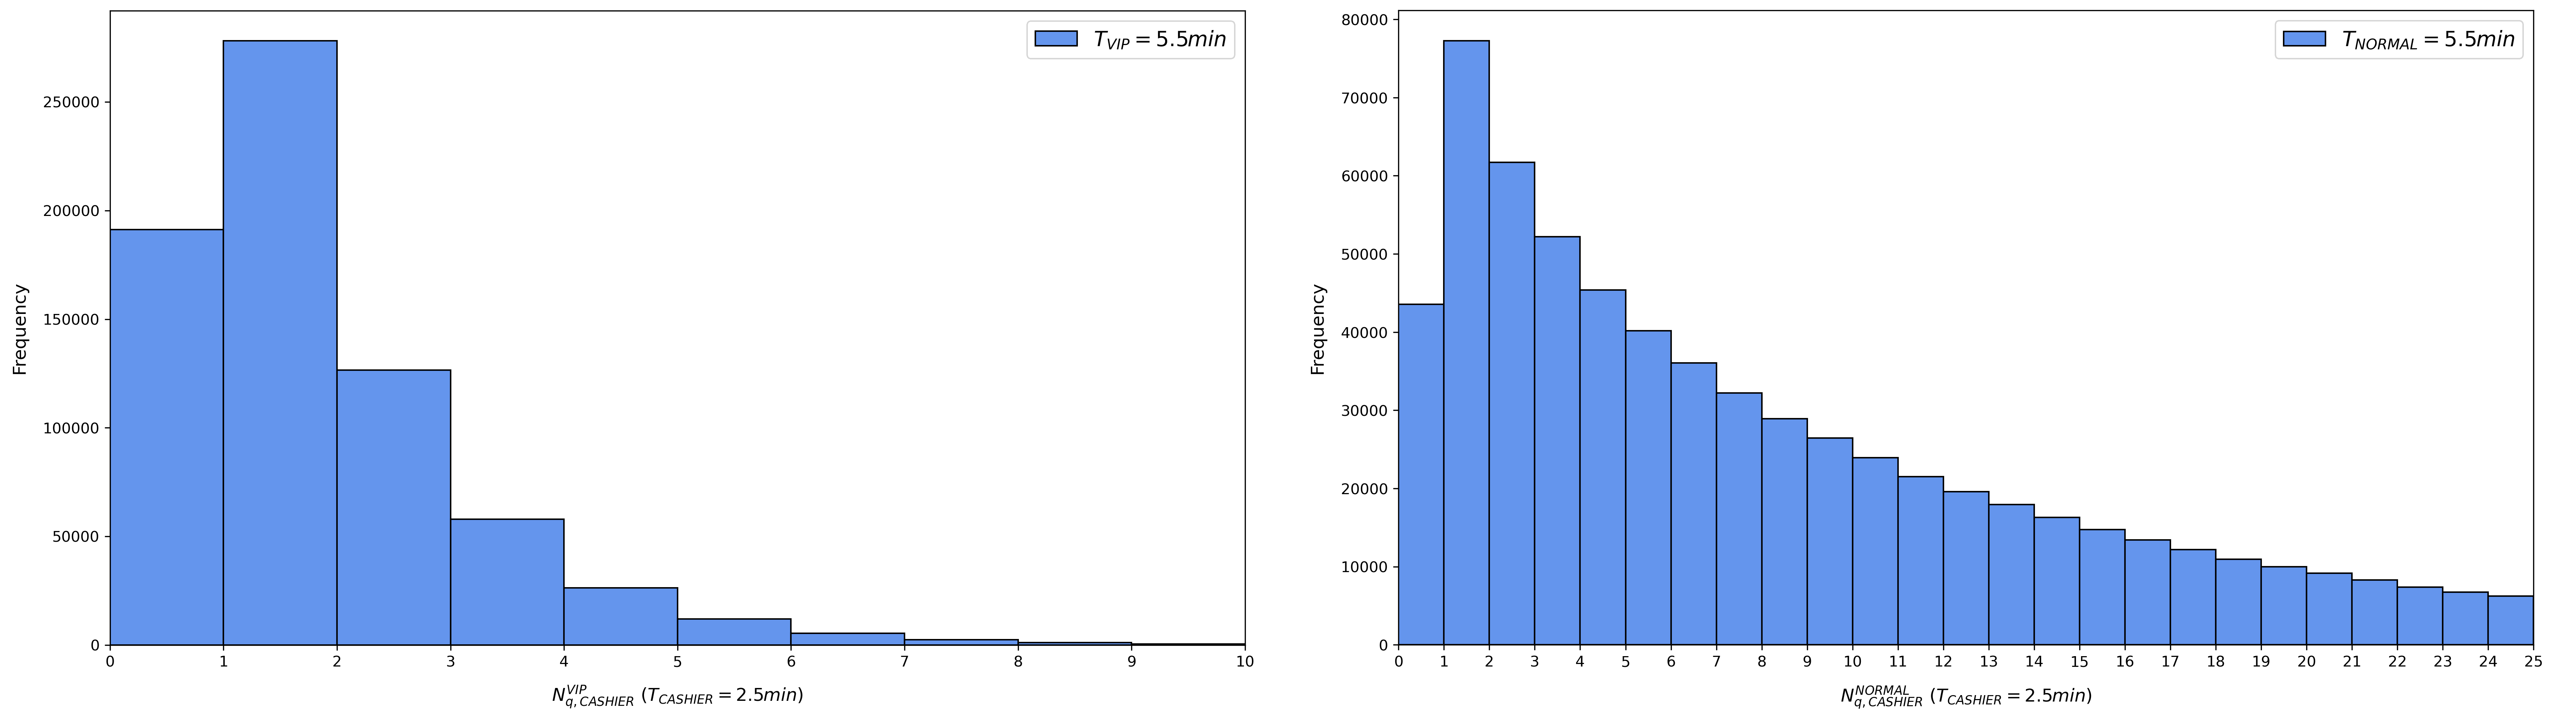 T_VIP = 5.5min
Frequency
250000
200000
150000
100000
50000
0
0 1 2 3 4 5 6 7 8 9 10
N^VIP_q, CASHIER (T_CASHIER = 2.5min)
T_NORMAL = 5.5min
Frequency
80000
70000
60000
50000
40000
30000
20000
10000
0
0 1 2 3 4 5 6 7 8 9 10 11 12 13 14 15 16 17 18 19 20 21 22 23 24 25
N^NORMAL_q, CASHIER (T_CASHIER = 2.5min)